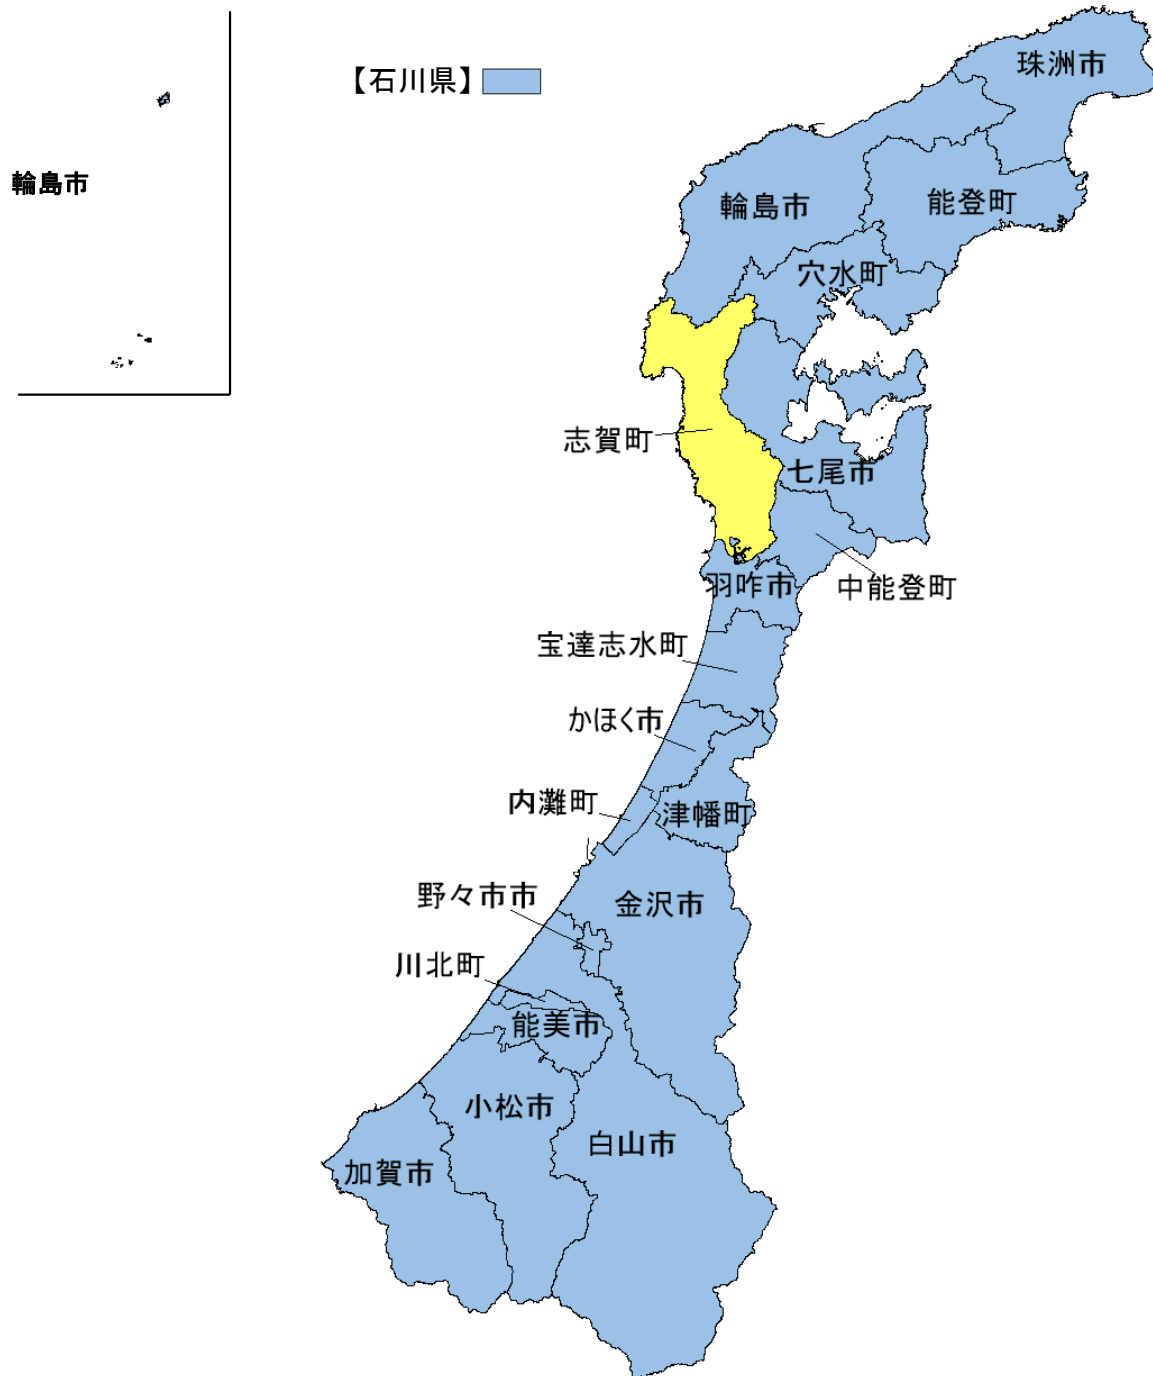 【石川県】
珠洲市
輪島市
輪島市
能登町
穴水町
志賀町
七尾市
羽咋市
中能登町
宝達志水町
かほく市
内灘町
津幡町
野々市市
金沢市
川北町
能美市
小松市
白山市
加賀市